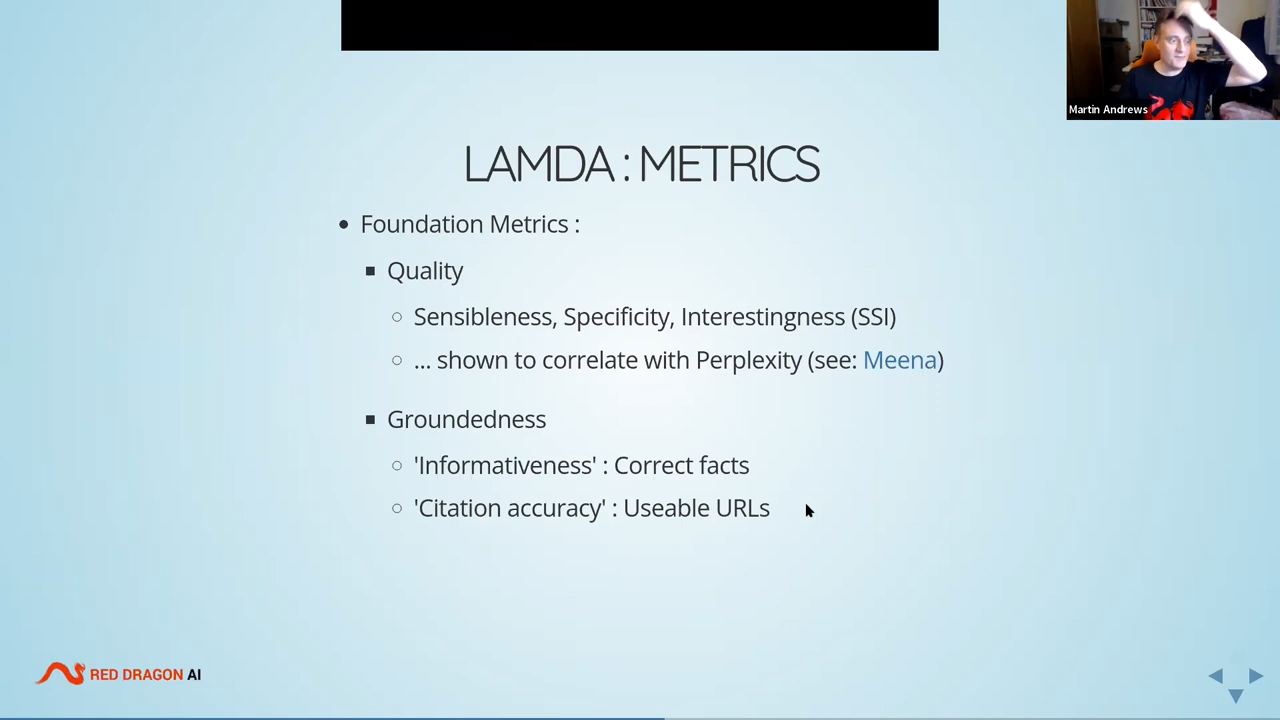 Martin Andrews
LAMDA : METRICS
Foundation Metrics :
Quality
Sensibleness, Specificity, Interestingness (SSI)
... shown to correlate with Perplexity (see: Meena)
Groundedness
'Informativeness' : Correct facts
'Citation accuracy' : Useable URLs
RED DRAGON AI